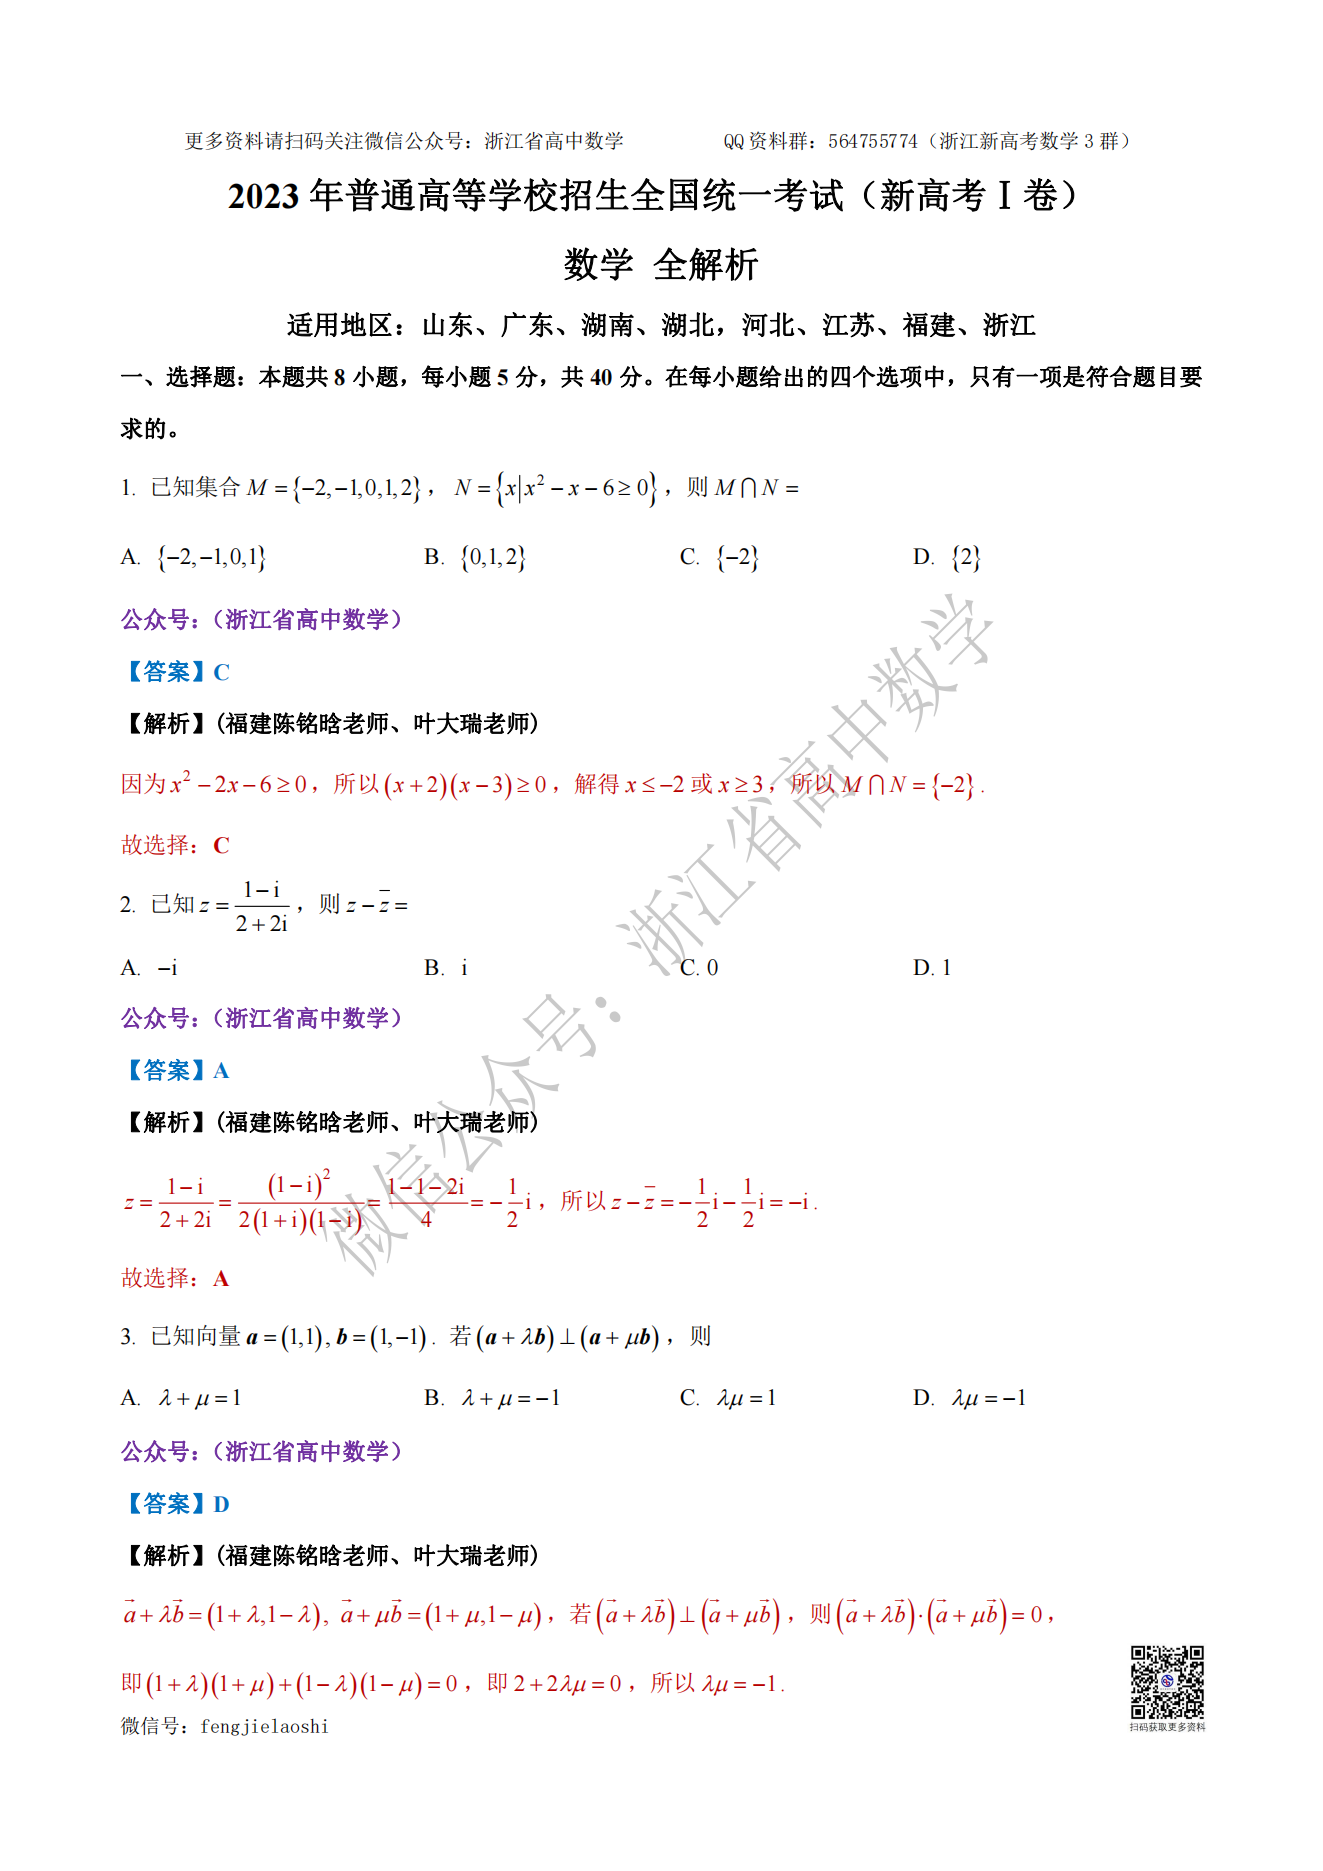 更多资料请扫码关注微信公众号：浙江省高中数学 QQ 资料群：564755774（浙江新高考数学 3 群）
2023 年普通高等学校招生全国统一考试（新高考Ⅰ卷）
数学 全解析
适用地区：山东、广东、湖南、湖北，河北、江苏、福建、浙江
一、选择题：本题共 8 小题，每小题 5 分，共 40 分。在每小题给出的四个选项中，只有一项是符合题目要
求的。
1. 已知集合 M = {−2,−1,0,1,2}，N = {x|x² − x − 6 ≥ 0}，则 M ⋂ N =
A. {−2,−1,0,1} B. {0,1,2} C. {−2} D. {2}
公众号：（浙江省高中数学）
【答案】C
【解析】(福建陈铭晗老师、叶大瑞老师)
因为 x² − 2x − 6 ≥ 0，所以 (x + 2)(x − 3) ≥ 0，解得 x ≤ −2 或 x ≥ 3，所以 M ⋂ N = {−2}.
故选择：C
2. 已知 z = (1−i)/(2+2i)，则 z − z̅ =
A. −i B. i C. 0 D. 1
公众号：（浙江省高中数学）
【答案】A
【解析】(福建陈铭晗老师、叶大瑞老师)
z = (1−i)/(2+2i) = (1−i)²/(2(1+i)(1−i)) = (1−1−2i)/4 = −(1/2)i，所以 z − z̅ = −(1/2)i − (1/2)i = −i.
故选择：A
3. 已知向量 a = (1,1), b = (1,−1). 若 (a + λb) ⊥ (a + μb)，则
A. λ + μ = 1 B. λ + μ = −1 C. λμ = 1 D. λμ = −1
公众号：（浙江省高中数学）
【答案】D
【解析】(福建陈铭晗老师、叶大瑞老师)
a⃗ + λb⃗ = (1+λ,1−λ), a⃗ + μb⃗ = (1+μ,1−μ)，若 (a⃗ + λb⃗) ⊥ (a⃗ + μb⃗)，则 (a⃗ + λb⃗)·(a⃗ + μb⃗) = 0，
即 (1+λ)(1+μ)+(1−λ)(1−μ) = 0，即 2 + 2λμ = 0，所以 λμ = −1.
微信号：fengjielaoshi
扫码获取更多资料
微信公众号：浙江省高中数学